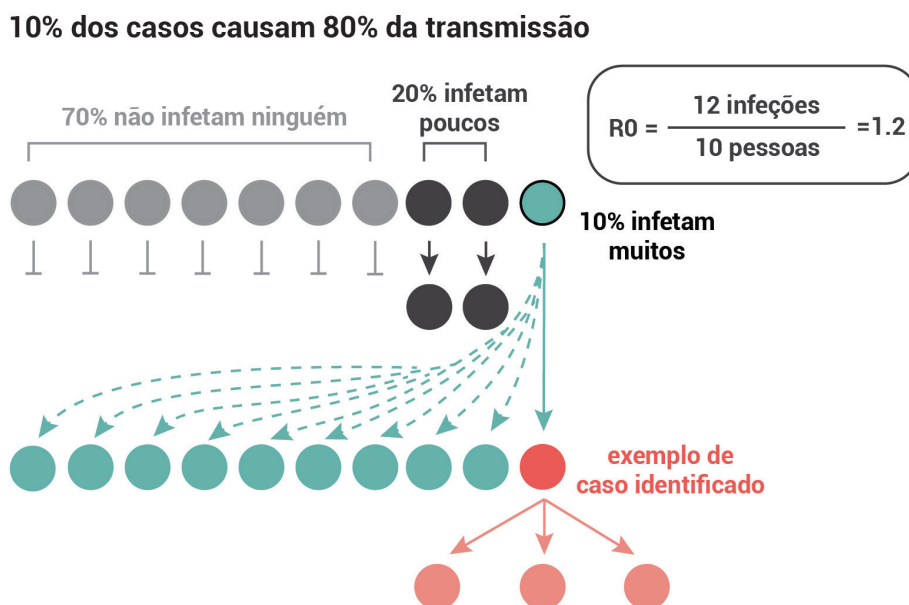 10% dos casos causam 80% da transmissão
70% não infetam ninguém
20% infetam
poucos
R0 = 12 infeções =1.2
10 pessoas
10% infetam
muitos
exemplo de
caso identificado